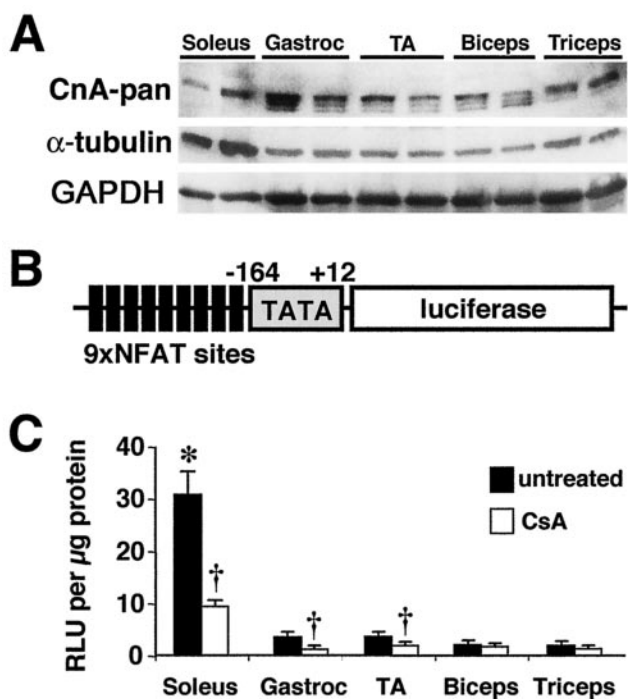 A
Soleus Gastroc TA Biceps Triceps
CnA-pan
α-tubulin
GAPDH
B
-164 +12
TATA luciferase
9xNFAT sites
C
RLU per µg protein
40
30
20
10
0
*
†
†
†
untreated
CsA
Soleus Gastroc TA Biceps Triceps